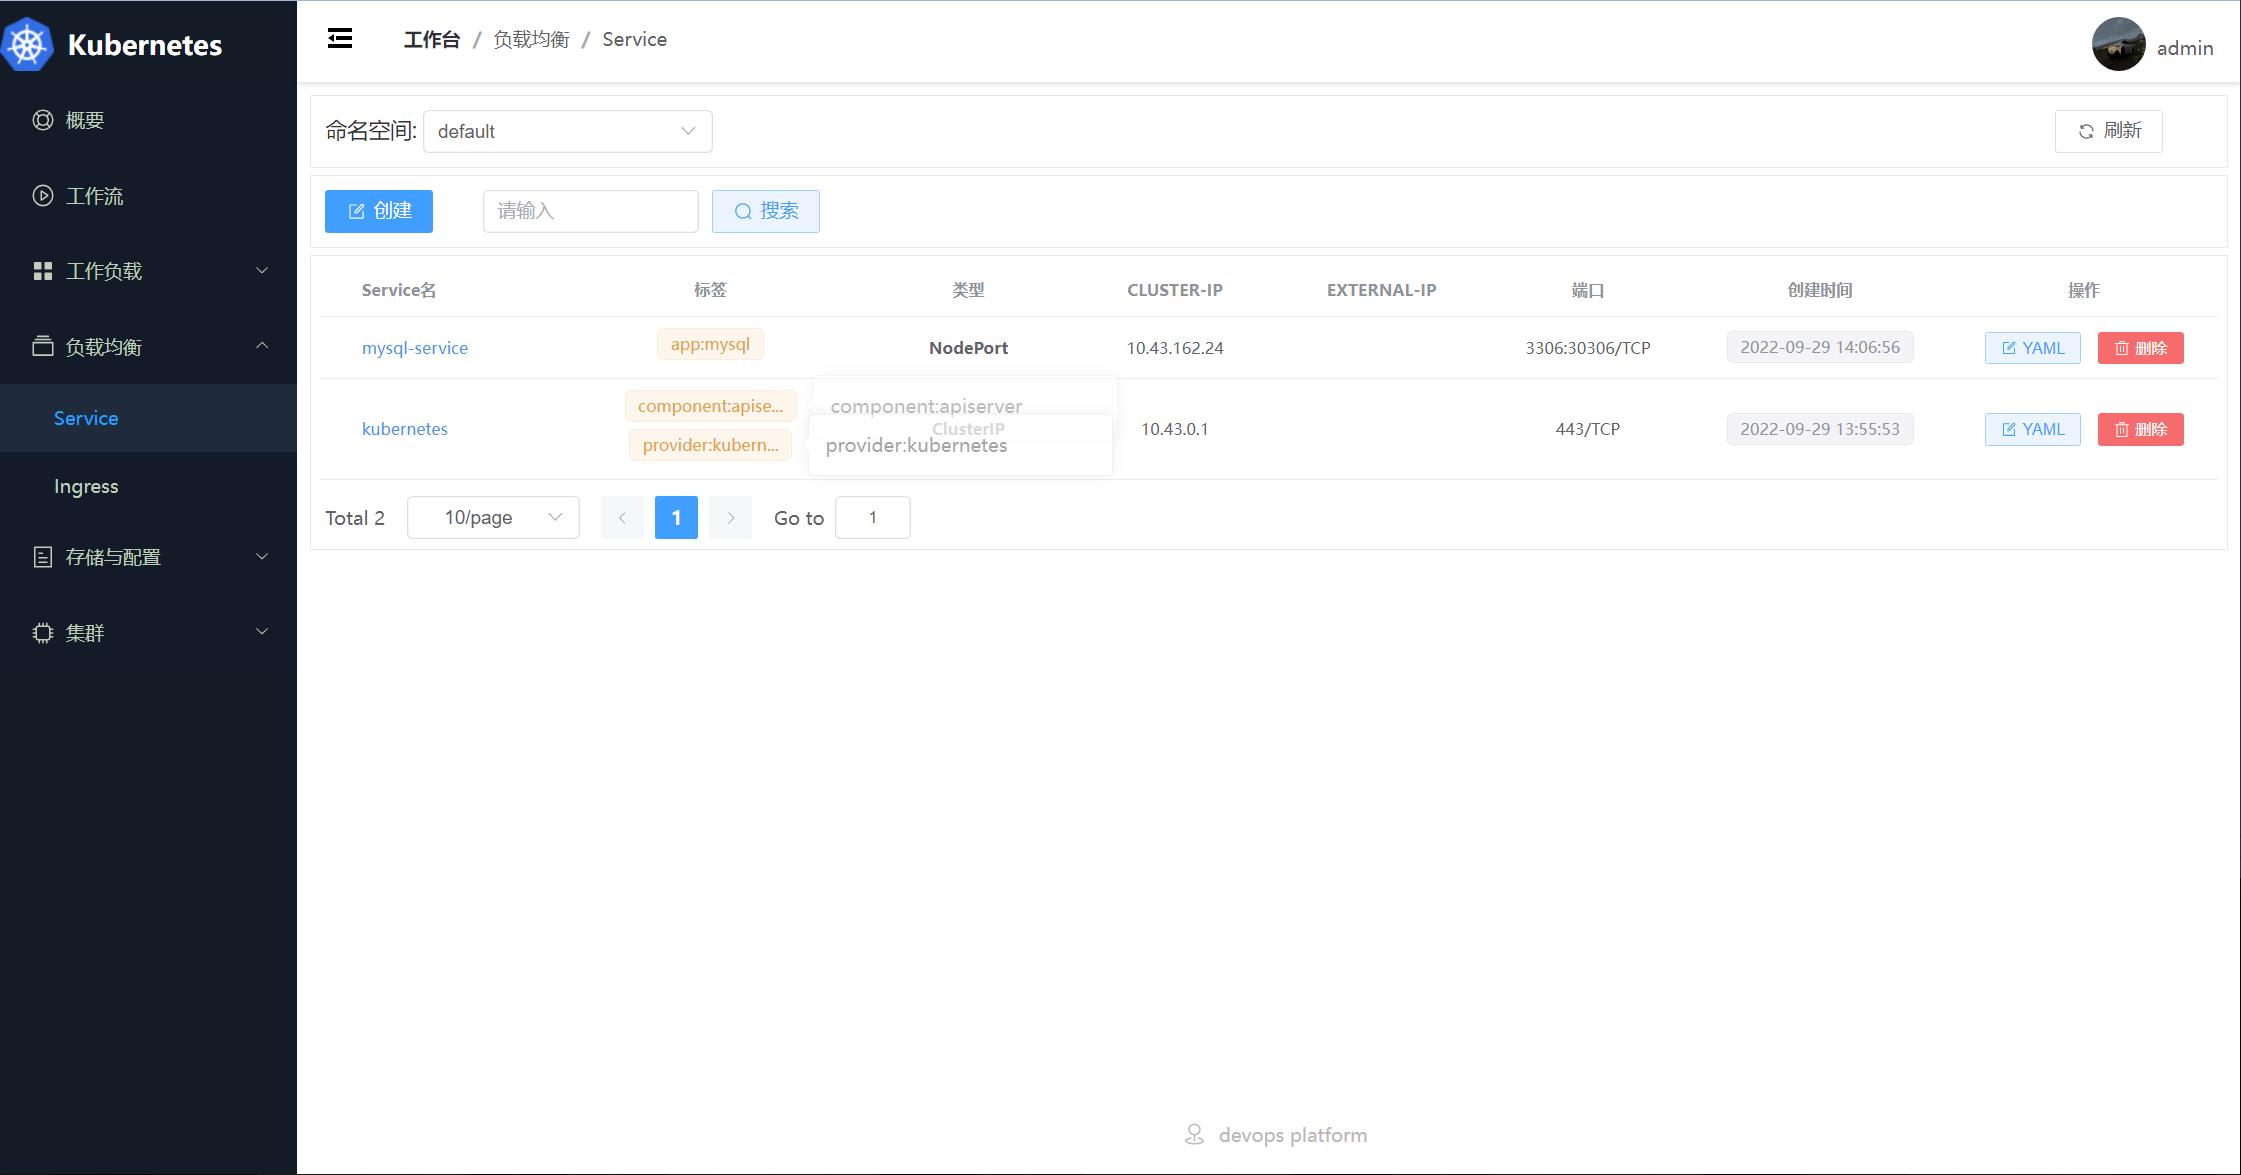 Kubernetes
工作台 / 负载均衡 / Service
admin
概要
工作流
工作负载
负载均衡
Service
Ingress
存储与配置
集群
命名空间: default
刷新
创建 请输入 搜索
Service名 标签 类型 CLUSTER-IP EXTERNAL-IP 端口 创建时间 操作
mysql-service app:mysql NodePort 10.43.162.24 3306:30306/TCP 2022-09-29 14:06:56 YAML 删除
component:apise... component:apiserver
kubernetes ClusterIP 10.43.0.1 443/TCP 2022-09-29 13:55:53 YAML 删除
provider:kubern... provider:kubernetes
Total 2 10/page 1 Go to 1
devops platform